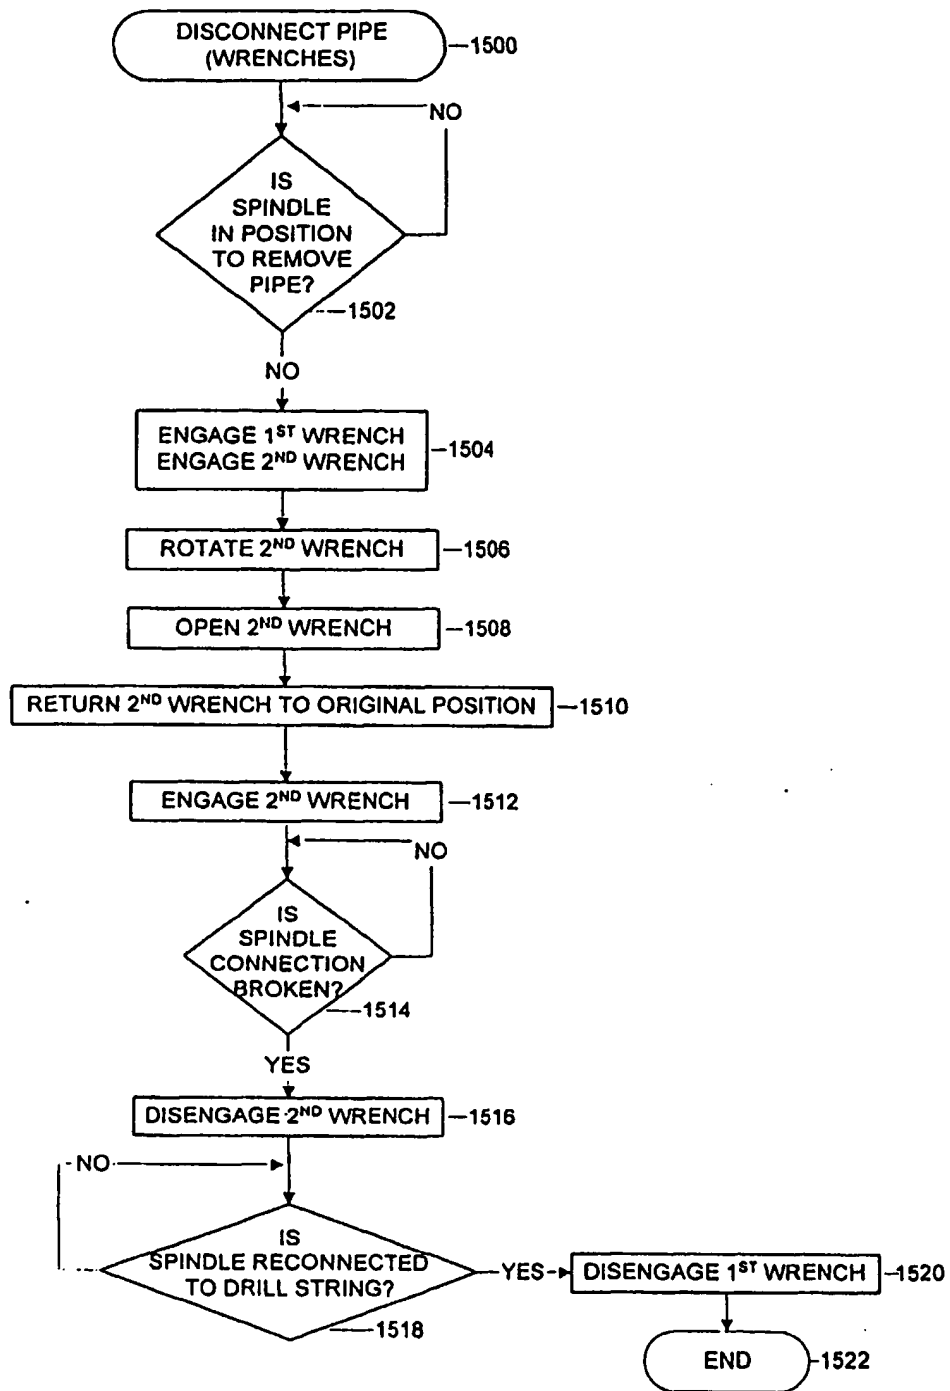 DISCONNECT PIPE
(WRENCHES)
1500
NO
IS
SPINDLE
IN POSITION
TO REMOVE
PIPE?
1502
NO
ENGAGE 1ST WRENCH
ENGAGE 2ND WRENCH
1504
ROTATE 2ND WRENCH
1506
OPEN 2ND WRENCH
1508
RETURN 2ND WRENCH TO ORIGINAL POSITION
1510
ENGAGE 2ND WRENCH
1512
NO
IS
SPINDLE
CONNECTION
BROKEN?
1514
YES
DISENGAGE 2ND WRENCH
1516
NO
IS
SPINDLE RECONNECTED
TO DRILL STRING?
1518
YES
DISENGAGE 1ST WRENCH
1520
END
1522